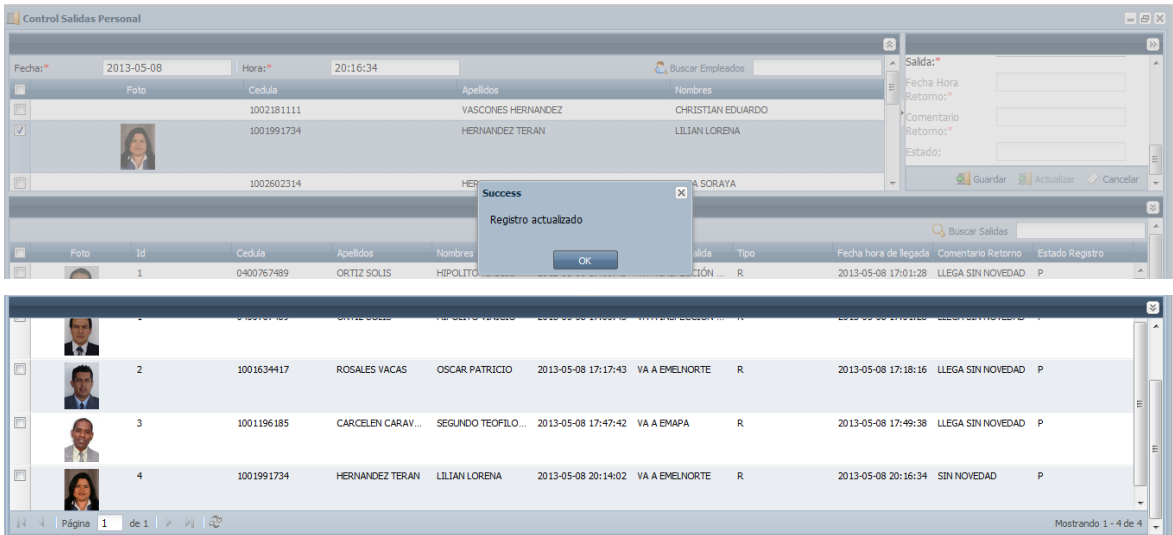 Control Salidas Personal
Fecha:* 2013-05-08 Hora:* 20:16:34 Buscar Empleados
Foto Cedula Apellidos Nombres
1002181111 VASCONES HERNANDEZ CHRISTIAN EDUARDO
1001991734 HERNANDEZ TERAN LILIAN LORENA
1002602314 HER A SORAYA
Salida:*
Fecha Hora
Retorno:*
Comentario
Retorno:*
Estado:
Guardar Actualizar Cancelar
Success
Registro actualizado
OK
Buscar Salidas
Foto Id Cedula Apellidos Nombres alida Tipo Fecha hora de llegada Comentario Retorno Estado Registro
1 0400767489 ORTIZ SOLIS HIPOLITO CIÓN ... R 2013-05-08 17:01:28 LLEGA SIN NOVEDAD P
2 1001634417 ROSALES VACAS OSCAR PATRICIO 2013-05-08 17:17:43 VA A EMELNORTE R 2013-05-08 17:18:16 LLEGA SIN NOVEDAD P
3 1001196185 CARCELEN CARAV... SEGUNDO TEOFILO... 2013-05-08 17:47:42 VA A EMAPA R 2013-05-08 17:49:38 LLEGA SIN NOVEDAD P
4 1001991734 HERNANDEZ TERAN LILIAN LORENA 2013-05-08 20:14:02 VA A EMELNORTE R 2013-05-08 20:16:34 SIN NOVEDAD P
Página 1 de 1 Mostrando 1 - 4 de 4